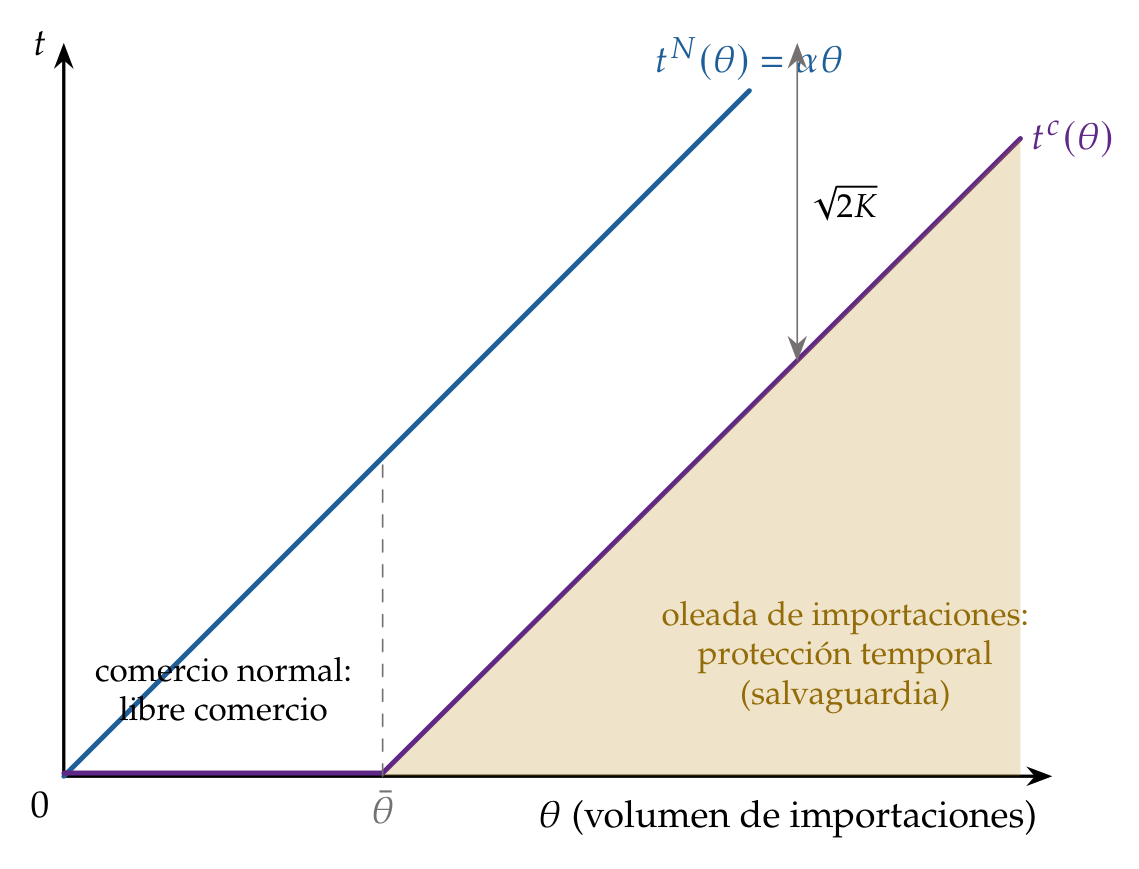 t
t^N(θ) = αθ
t^c(θ)
√2K
oleada de importaciones:
protección temporal
(salvaguardia)
comercio normal:
libre comercio
0
θ̄
θ (volumen de importaciones)